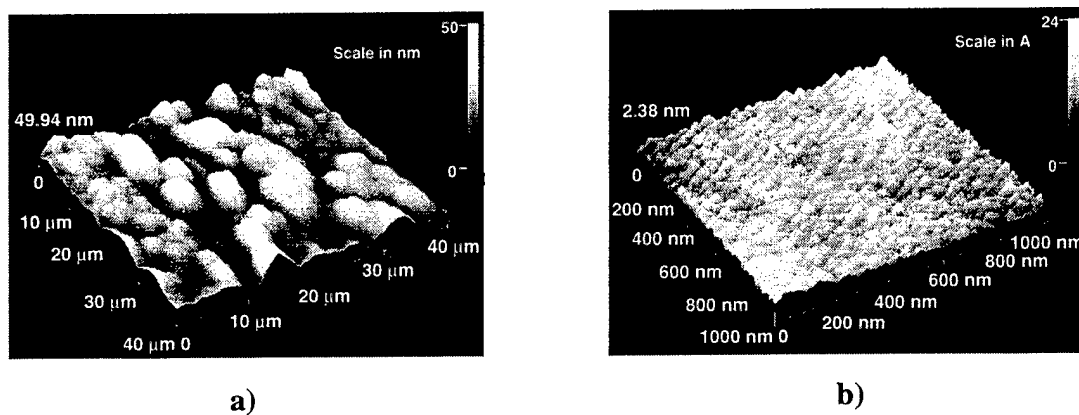 50
Scale in nm
49.94 nm
0
0
10 µm
20 µm
30 µm
40 µm 0
10 µm
20 µm
30 µm
40 µm
a)
24
Scale in A
2.38 nm
0
0
200 nm
400 nm
600 nm
800 nm
1000 nm 0
200 nm
400 nm
600 nm
800 nm
1000 nm
b)